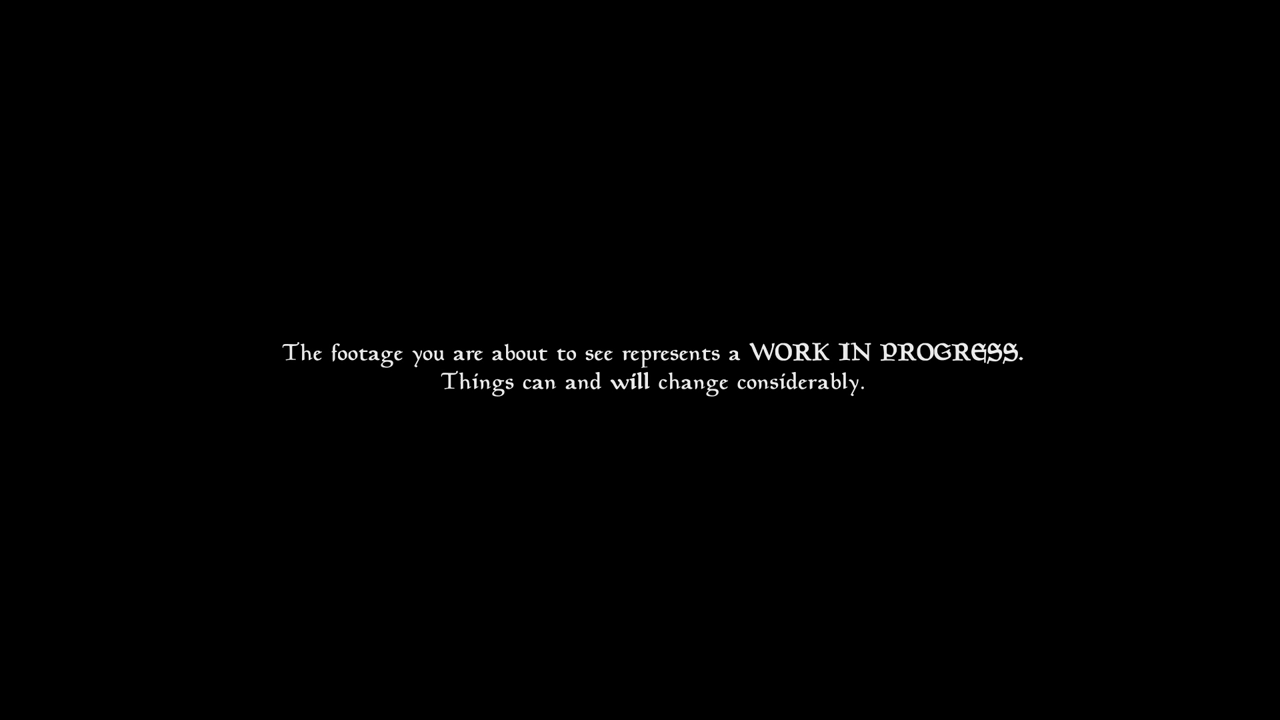 The footage you are about to see represents a WORK IN PROGRESS.
Things can and will change considerably.